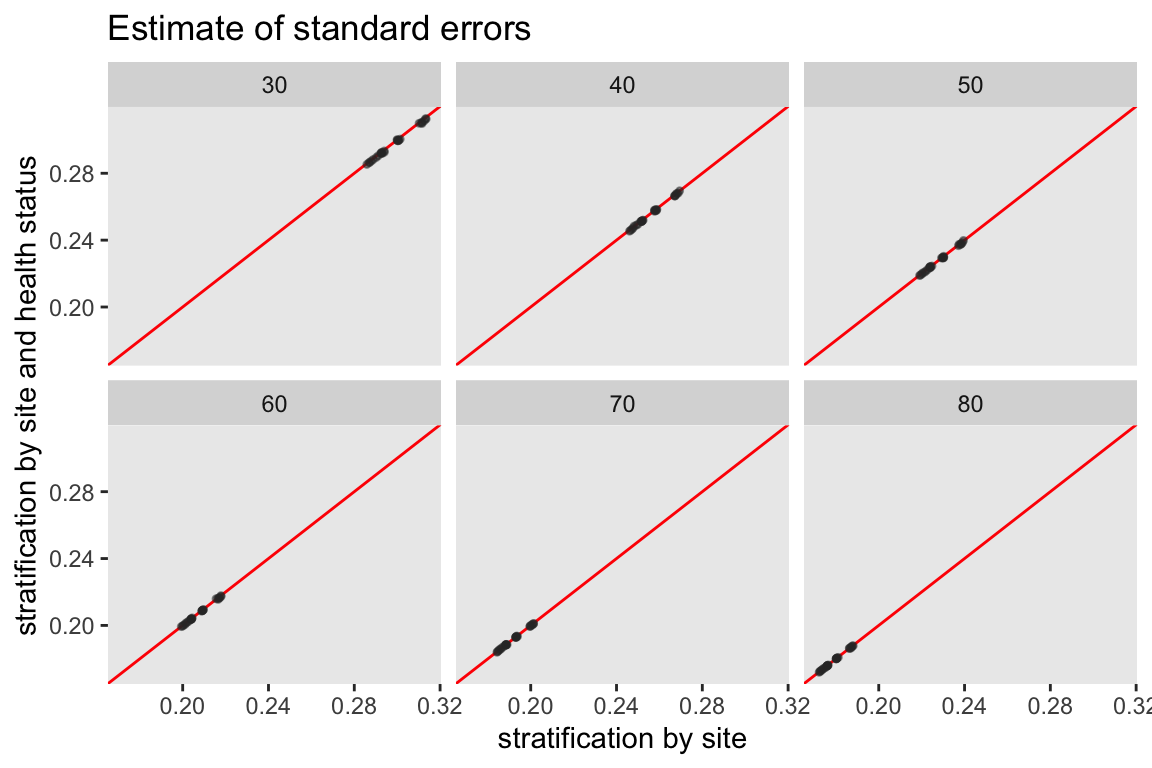 Estimate of standard errors
30 40 50
0.28
0.24
0.20
60 70 80
0.28
0.24
0.20
0.20 0.24 0.28 0.32 0.20 0.24 0.28 0.32 0.20 0.24 0.28 0.32
stratification by site
stratification by site and health status